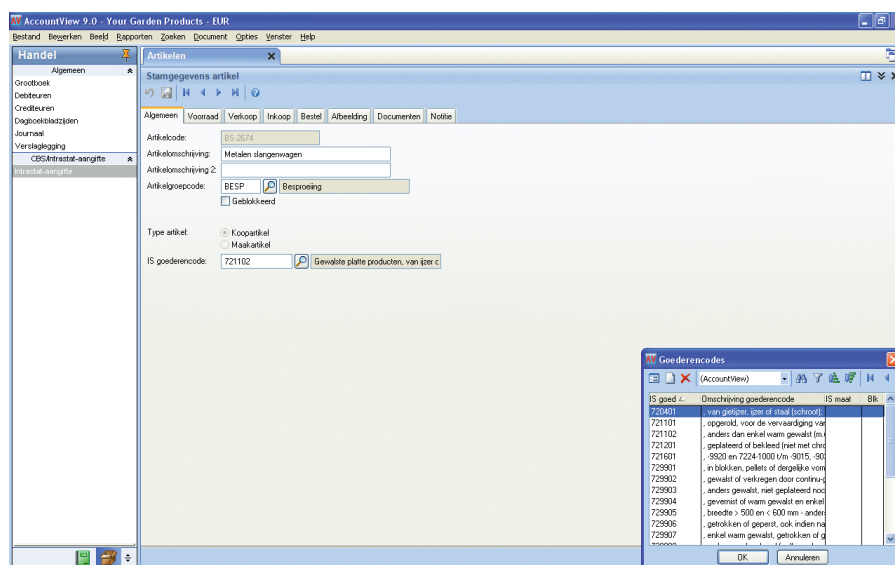 AccountView 9.0 - Your Garden Products - EUR
Bestand Bewerken Beeld Rapporten Zoeken Document Opties Venster Help
Handel
Algemeen
Grootboek
Debiteuren
Crediteuren
Dagboekbladzijden
Journaal
Verslaglegging
CBS/Intrastat-aangifte
Intrastat-aangifte
Artikelen
Stamgegevens artikel
Algemeen Voorraad Verkoop Inkoop Bestel Afbeelding Documenten Notitie
Artikelcode: BS-2674
Artikelomschrijving: Metalen slangenwagen
Artikelomschrijving 2:
Artikelgroepcode: BESP Besproeiing
Geblokkeerd
Type artikel: Koopartikel
Maakartikel
IS goederencode: 721102 Gewalste platte producten, van ijzer o
Goederencodes
(AccountView)
IS goed Omschrijving goederencode IS maat Blk
720401 , van gietijzer, ijzer of staal (schroot);
721101 , opgerold, voor de vervaardiging van
721102 , anders dan enkel warm gewalst (m.u
721201 , geplateerd of bekleed (niet met chro
721601 , -9920 en 7224-1000 t/m -9015, -90
729901 , in blokken, pellets of dergelijke vorm
729902 , gewalst of verkregen door continu-g
729903 , anders gewalst, niet geplateerd noc
729904 , gevernist of warm gewalst en enkel
729905 , breedte > 500 en < 600 mm - ander
729906 , getrokken of geperst, ook indien na
729907 , enkel warm gewalst, getrokken of g
OK Annuleren